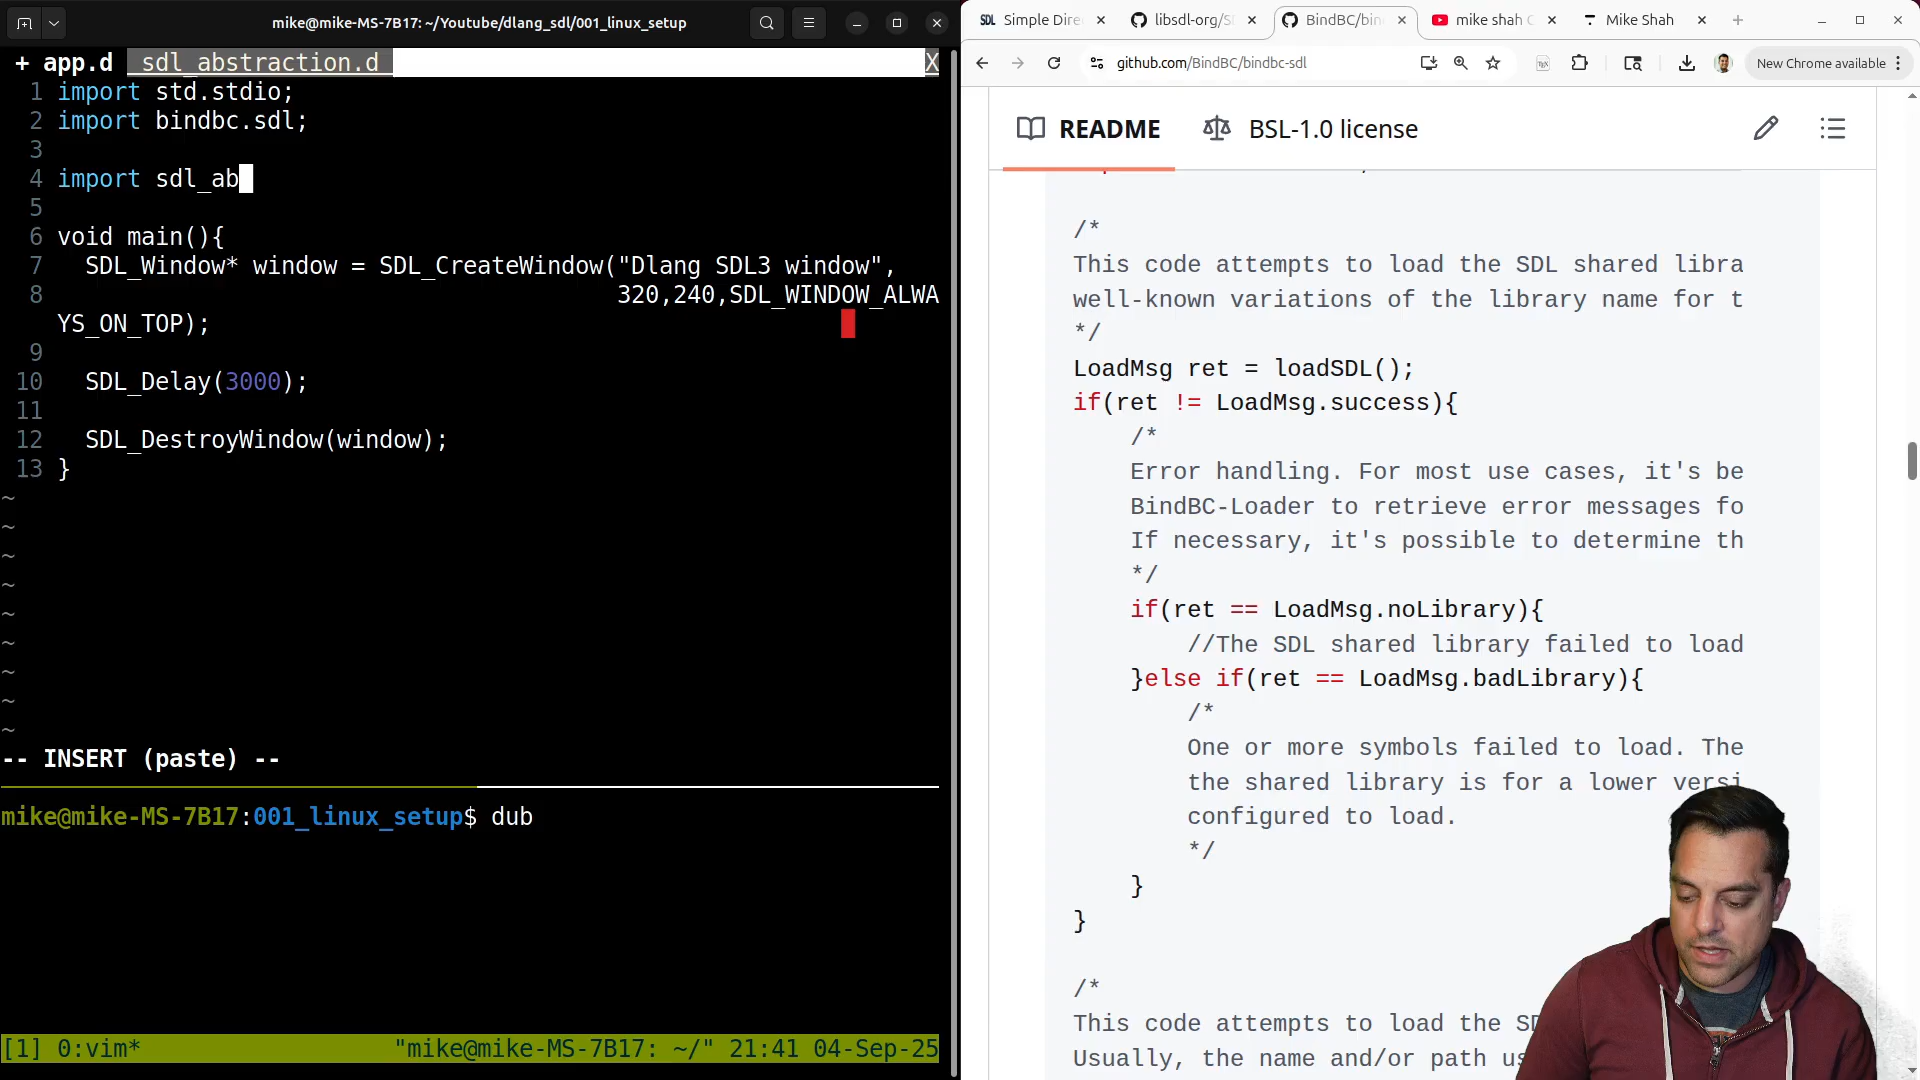 mike@mike-MS-7B17: ~/Youtube/dlang_sdl/001_linux_setup
+ app.d  sdl_abstraction.d  X
1 import std.stdio;
2 import bindbc.sdl;
3
4 import sdl_ab
5
6 void main(){
7   SDL_Window* window = SDL_CreateWindow("Dlang SDL3 window",
8                                         320,240,SDL_WINDOW_ALWA
YS_ON_TOP);
9
10   SDL_Delay(3000);
11
12   SDL_DestroyWindow(window);
13 }
~
~
~
~
~
~
~
~
~
-- INSERT (paste) --
mike@mike-MS-7B17:001_linux_setup$ dub
[1] 0:vim*  "mike@mike-MS-7B17: ~/" 21:41 04-Sep-25
SDL Simple Dire  libsdl-org/S  BindBC/bin  mike shah  Mike Shah
github.com/BindBC/bindbc-sdl  New Chrome available
README  BSL-1.0 license
/*
This code attempts to load the SDL shared libra
well-known variations of the library name for t
*/
LoadMsg ret = loadSDL();
if(ret != LoadMsg.success){
/*
Error handling. For most use cases, it's be
BindBC-Loader to retrieve error messages fo
If necessary, it's possible to determine th
*/
if(ret == LoadMsg.noLibrary){
//The SDL shared library failed to load
}else if(ret == LoadMsg.badLibrary){
/*
One or more symbols failed to load. The
the shared library is for a lower versi
configured to load.
*/
}
}
/*
This code attempts to load the SD
Usually, the name and/or path us